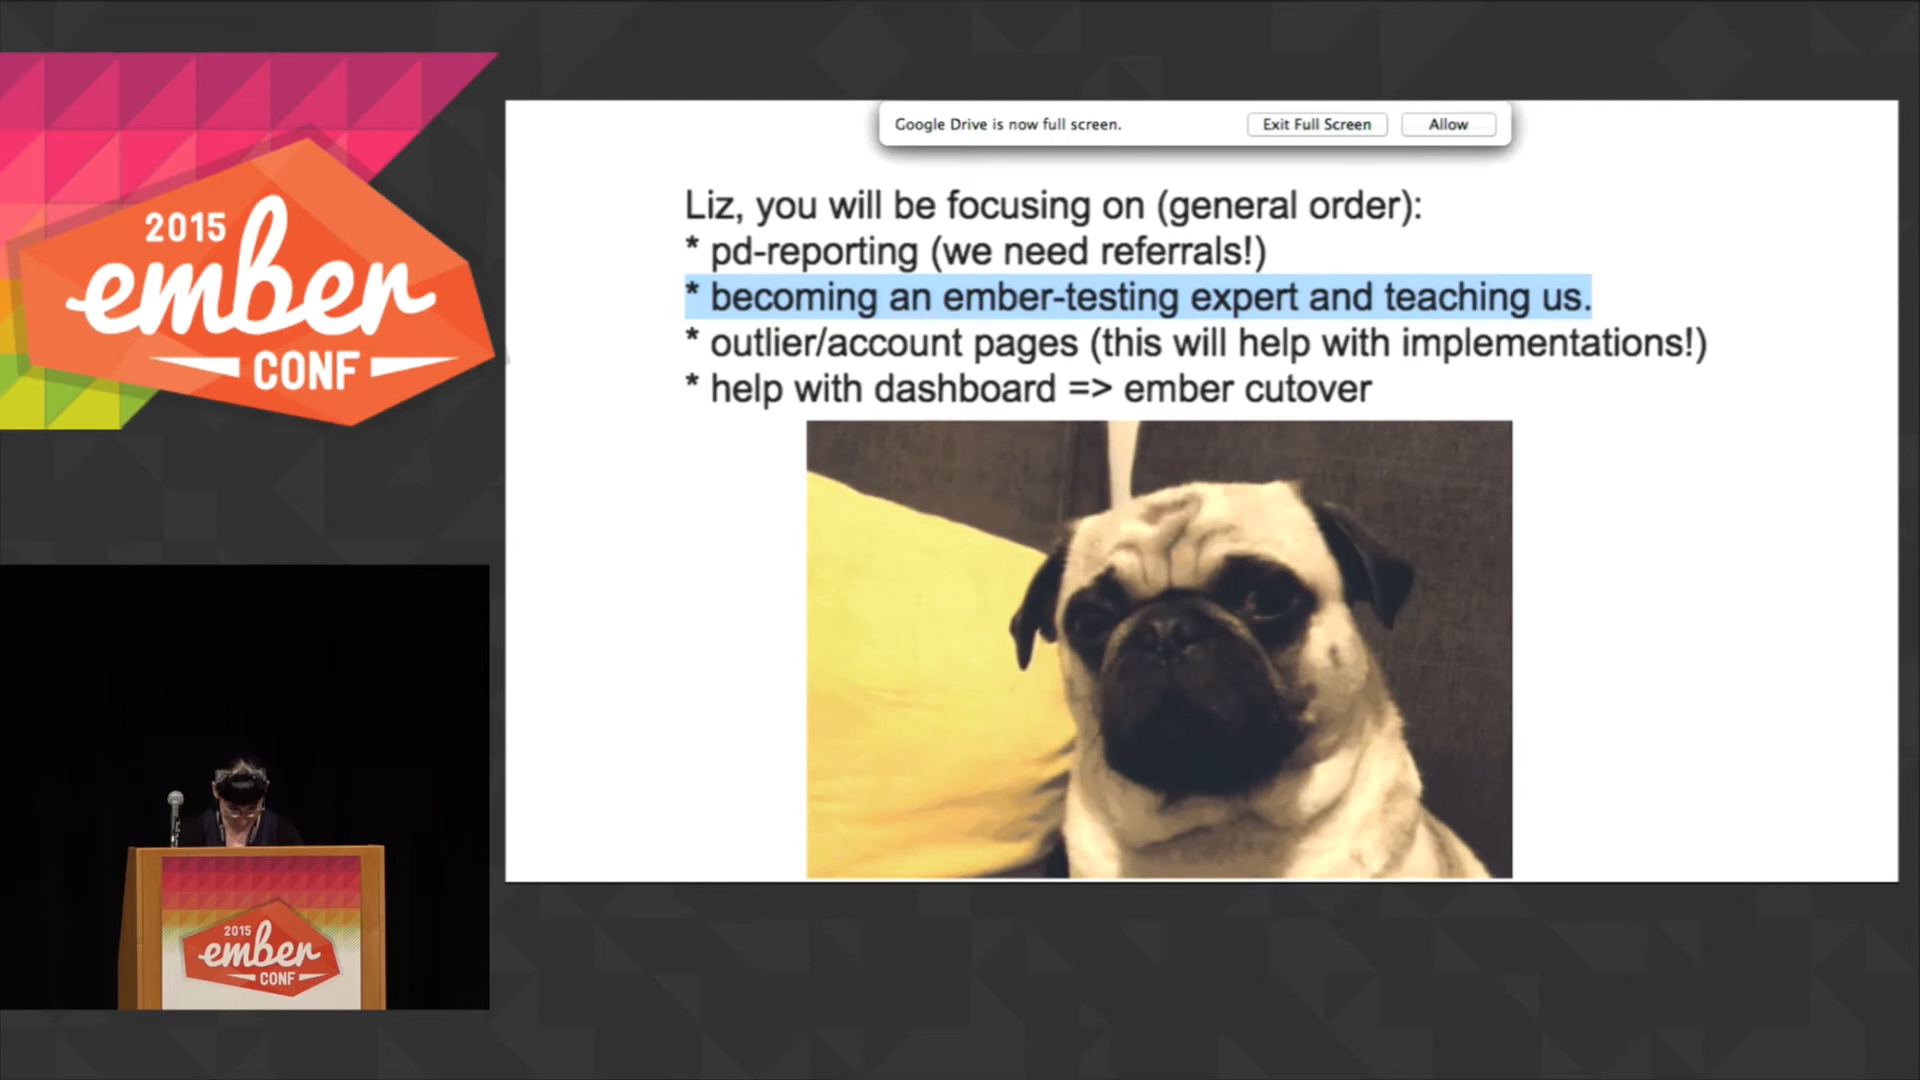 2015
ember
CONF
Google Drive is now full screen.
Exit Full Screen
Allow
Liz, you will be focusing on (general order):
* pd-reporting (we need referrals!)
* becoming an ember-testing expert and teaching us.
* outlier/account pages (this will help with implementations!)
* help with dashboard => ember cutover
2015
ember
CONF